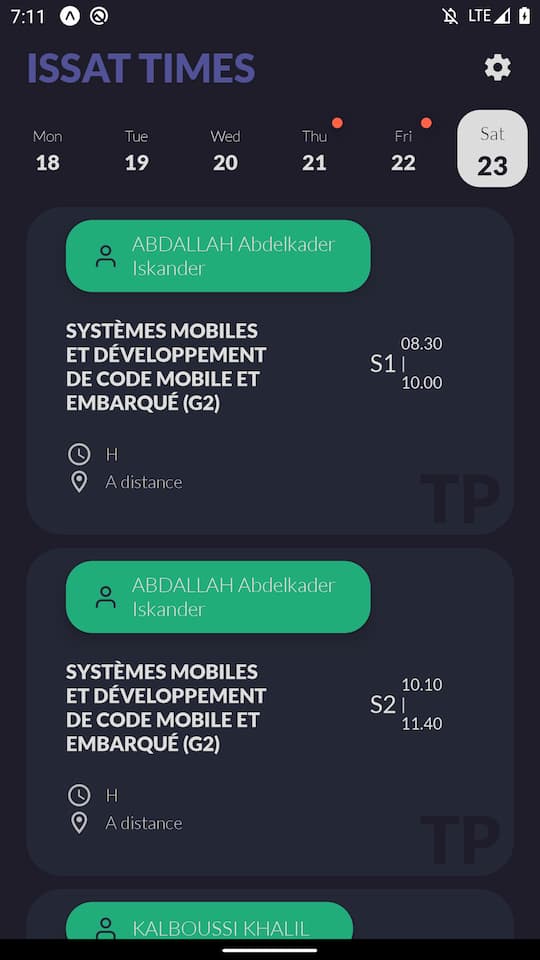 7:11
LTE
ISSAT TIMES
Mon Tue Wed Thu Fri Sat
18 19 20 21 22 23
ABDALLAH Abdelkader
Iskander
SYSTÈMES MOBILES
ET DÉVELOPPEMENT
DE CODE MOBILE ET
EMBARQUÉ (G2)
08.30
S1 |
10.00
H
A distance
TP
ABDALLAH Abdelkader
Iskander
SYSTÈMES MOBILES
ET DÉVELOPPEMENT
DE CODE MOBILE ET
EMBARQUÉ (G2)
10.10
S2 |
11.40
H
A distance
TP
KALBOUSSI KHALIL